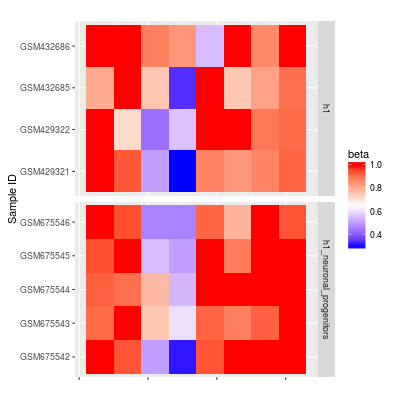 Sample ID
GSM432686
GSM432685
GSM429322
GSM429321
h1
GSM675546
GSM675545
GSM675544
GSM675543
GSM675542
h1_neuronal_progenitors
beta
1.0
0.8
0.6
0.4